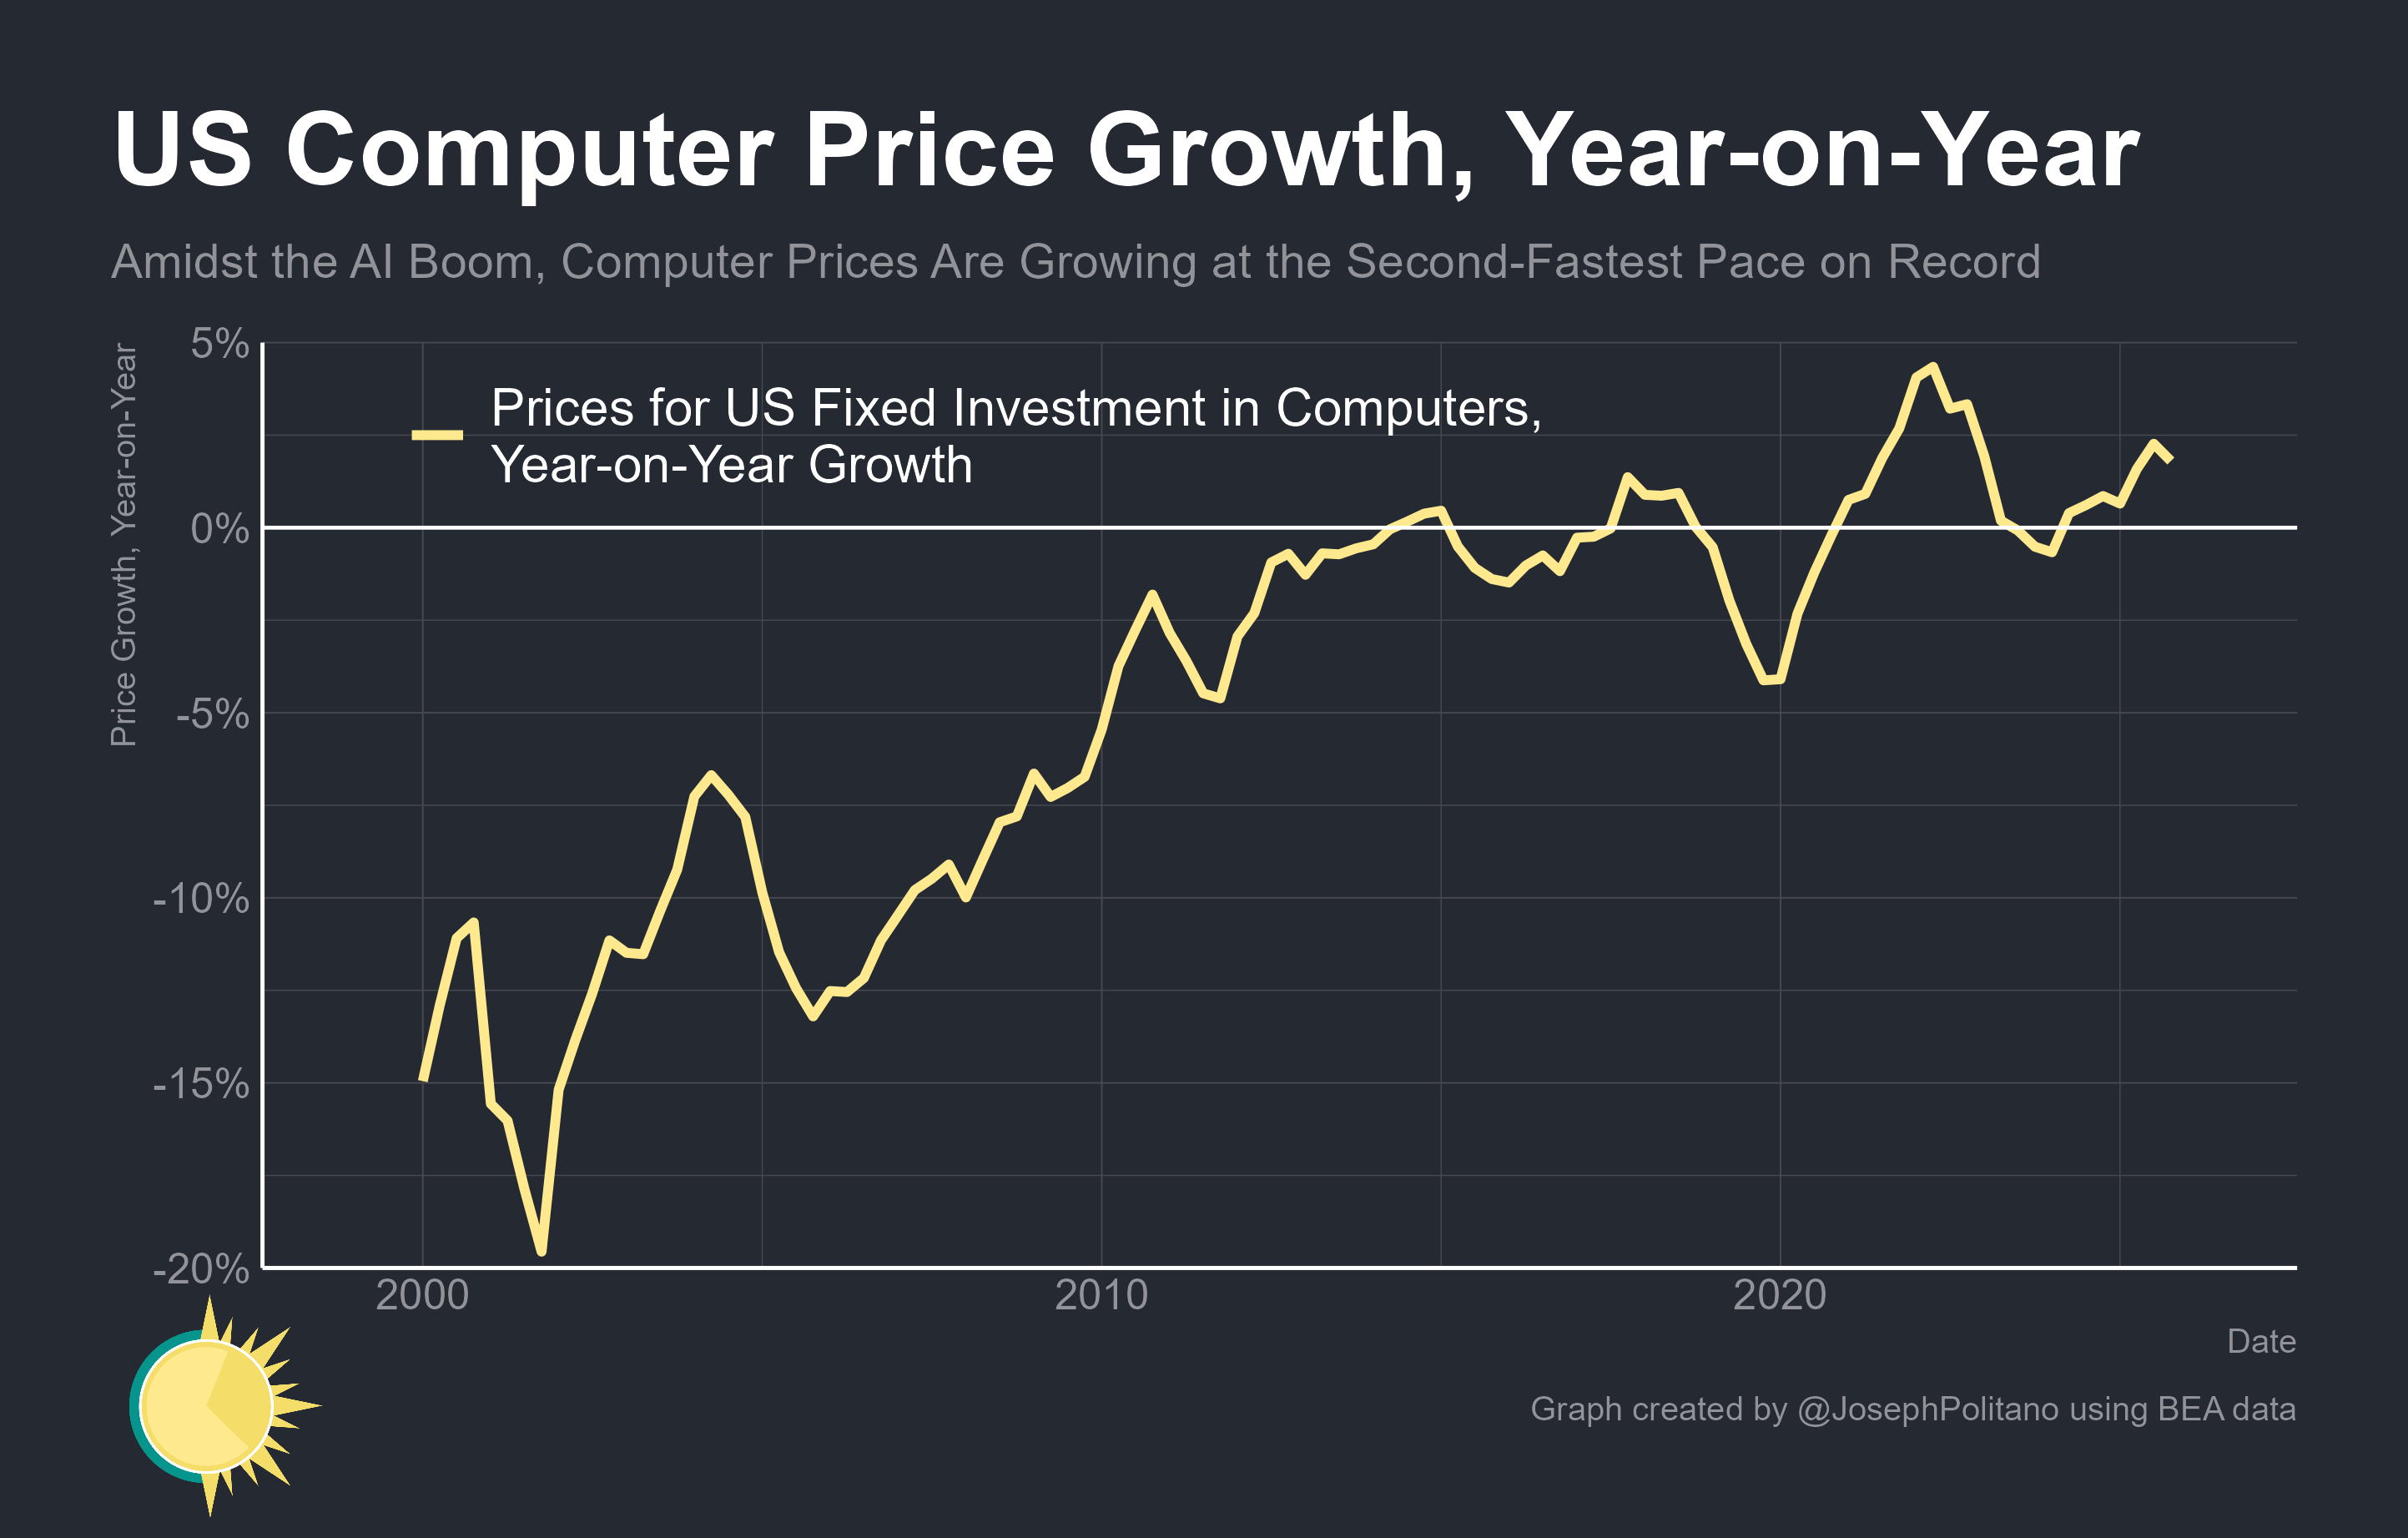 US Computer Price Growth, Year-on-Year
Amidst the AI Boom, Computer Prices Are Growing at the Second-Fastest Pace on Record
Price Growth, Year-on-Year
5%
0%
-5%
-10%
-15%
-20%
Prices for US Fixed Investment in Computers,
Year-on-Year Growth
2000
2010
2020
Date
Graph created by @JosephPolitano using BEA data